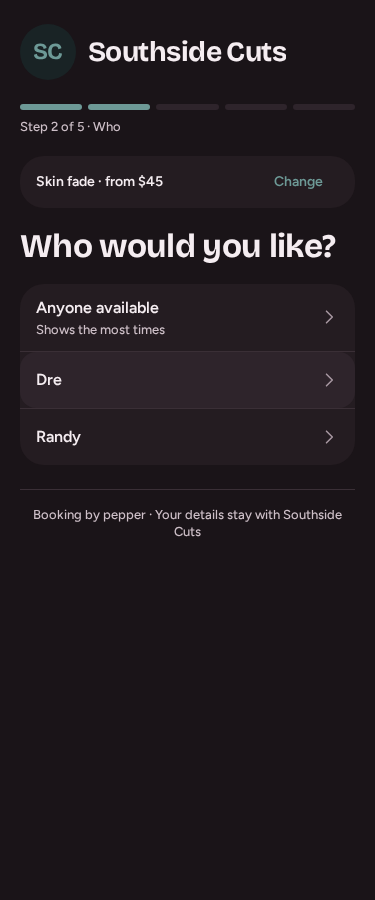 SC
Southside Cuts
Step 2 of 5 · Who
Skin fade · from $45
Change
Who would you like?
Anyone available
Shows the most times
Dre
Randy
Booking by pepper · Your details stay with Southside
Cuts